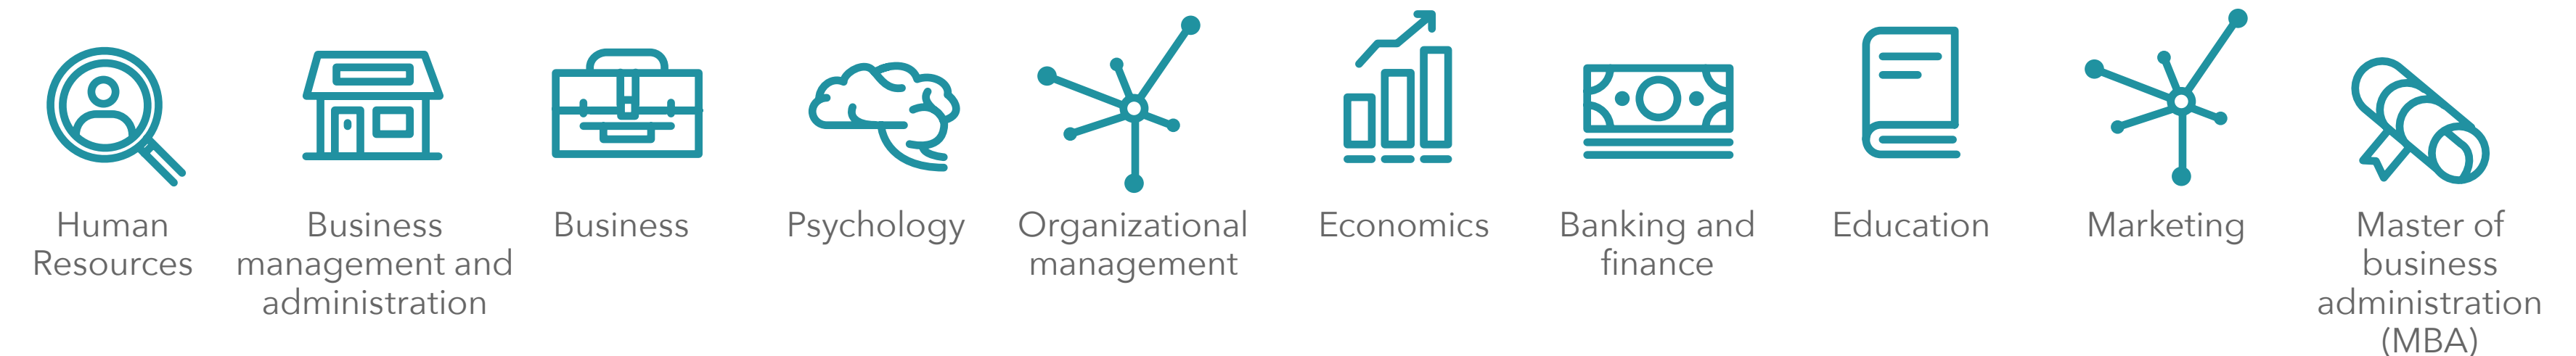 Human
Resources
Business
management and
administration
Business
Psychology
Organizational
management
Economics
Banking and
finance
Education
Marketing
Master of
business
administration
(MBA)